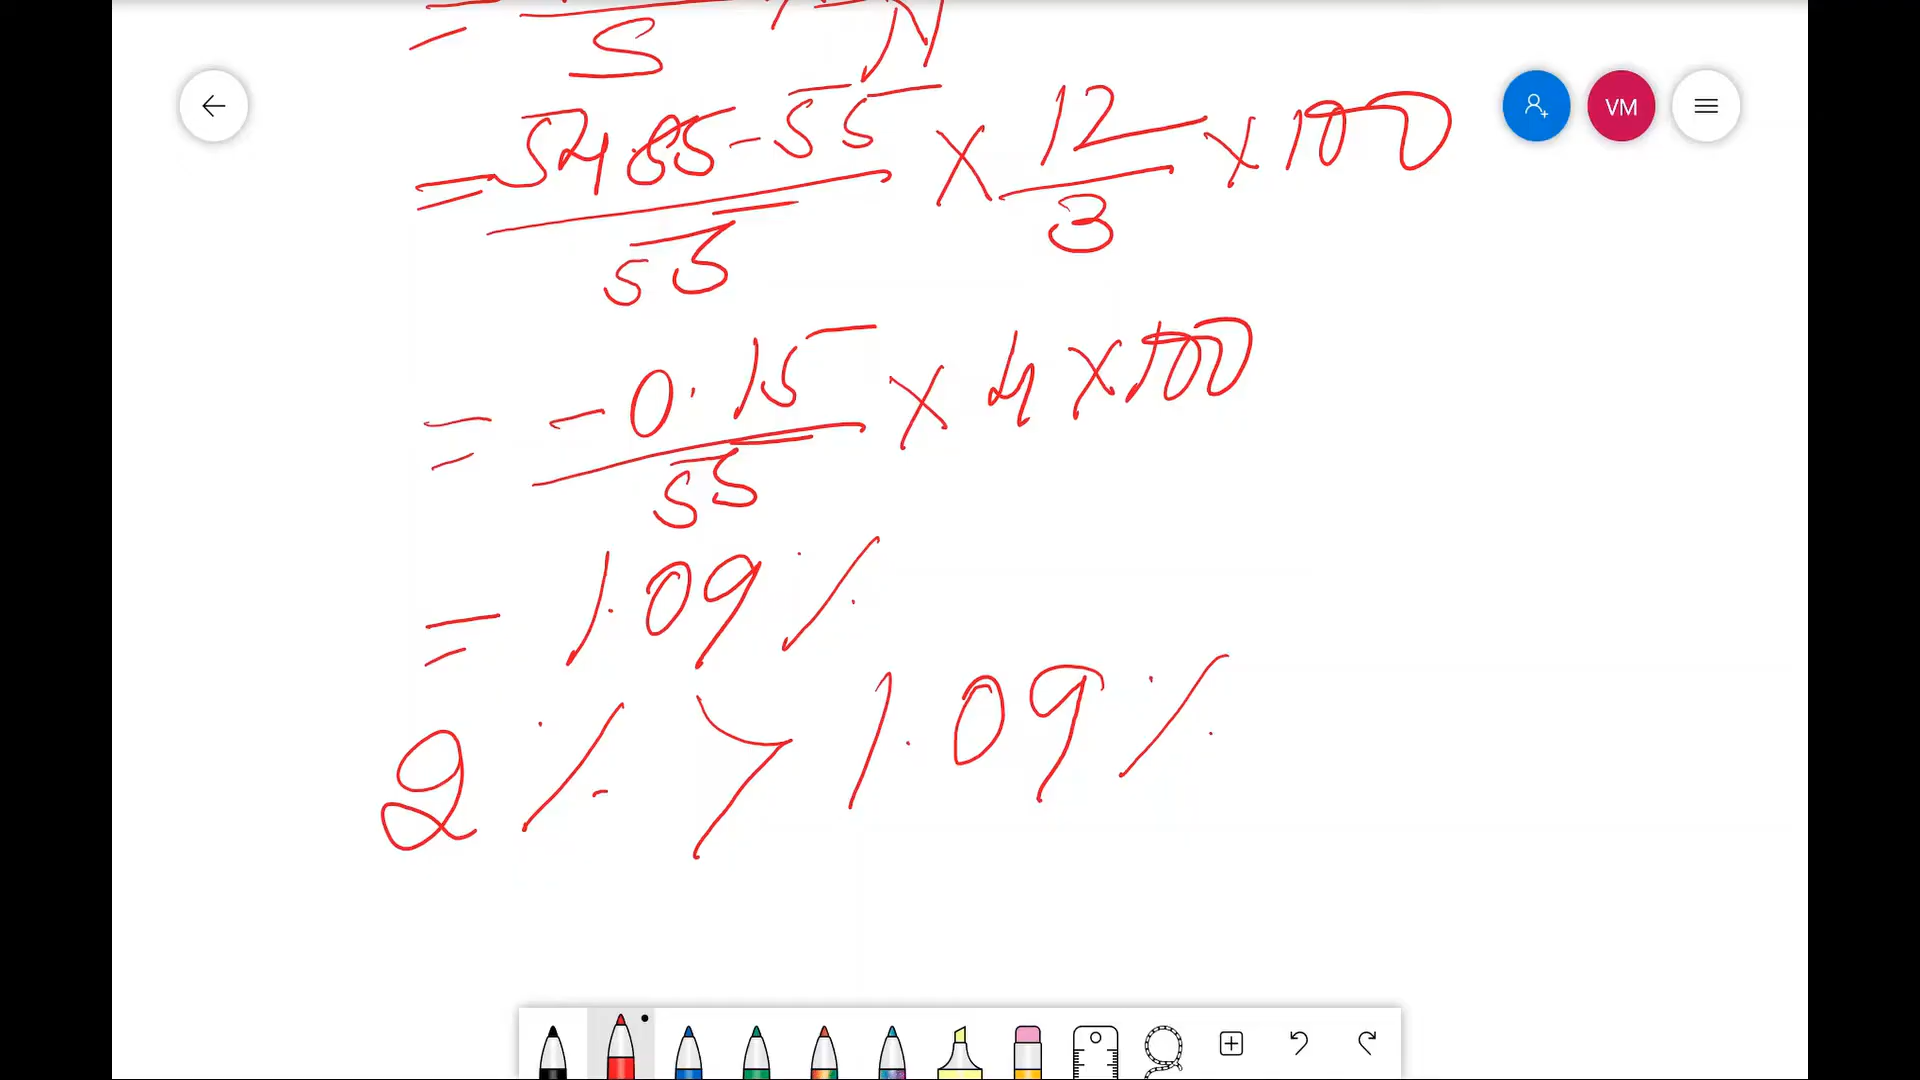 = S × N
= 54.85-55 / 55 × 12 / 3 × 100
VM
= -0.15 / 55 × 4 × 100
= 1.09%
2% > 1.09%